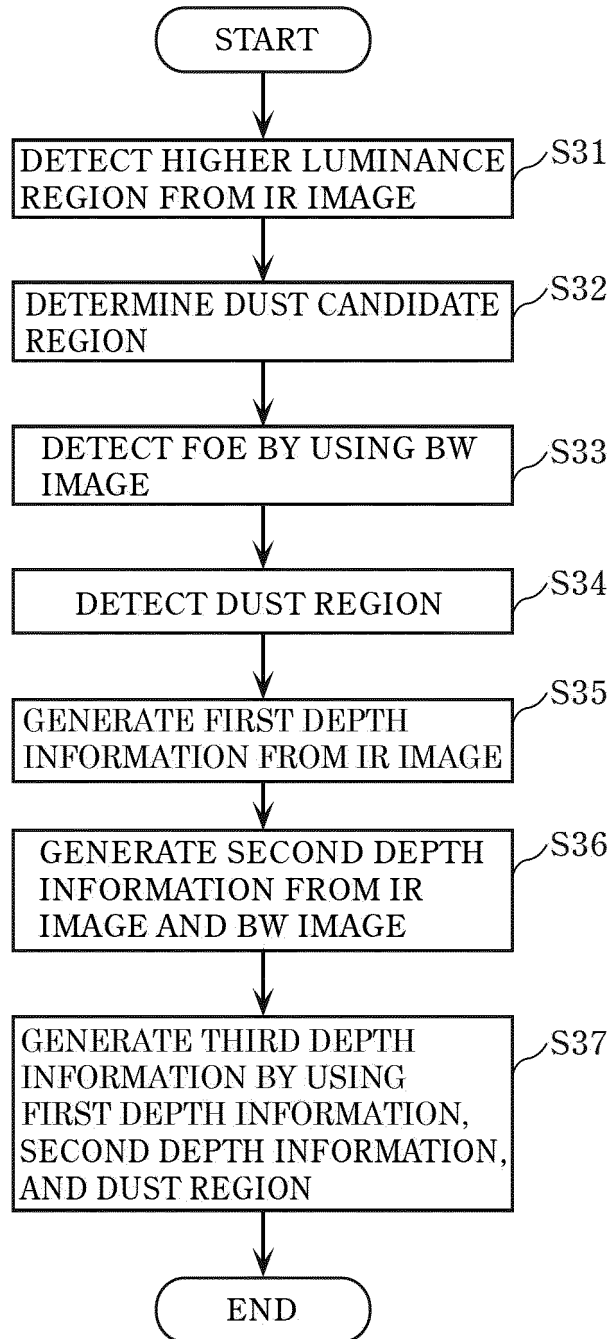 START
DETECT HIGHER LUMINANCE
REGION FROM IR IMAGE
S31
DETERMINE DUST CANDIDATE
REGION
S32
DETECT FOE BY USING BW
IMAGE
S33
DETECT DUST REGION
S34
GENERATE FIRST DEPTH
INFORMATION FROM IR IMAGE
S35
GENERATE SECOND DEPTH
INFORMATION FROM IR
IMAGE AND BW IMAGE
S36
GENERATE THIRD DEPTH
INFORMATION BY USING
FIRST DEPTH INFORMATION,
SECOND DEPTH INFORMATION,
AND DUST REGION
S37
END